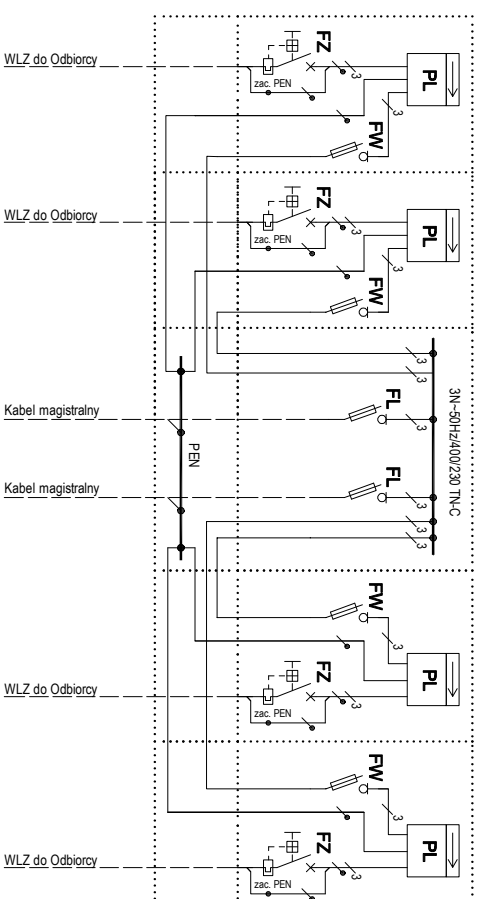 WLZ do Odbiorcy
zac. PEN
FZ
3
PL
3
FW
WLZ do Odbiorcy
zac. PEN
FZ
3
PL
3
FW
3
3
3N~50Hz/400/230 TN-C
Kabel magistralny
FL
3
PEN
Kabel magistralny
FL
3
3
3
FW
3
PL
WLZ do Odbiorcy
zac. PEN
FZ
3
FW
3
PL
WLZ do Odbiorcy
zac. PEN
FZ
3